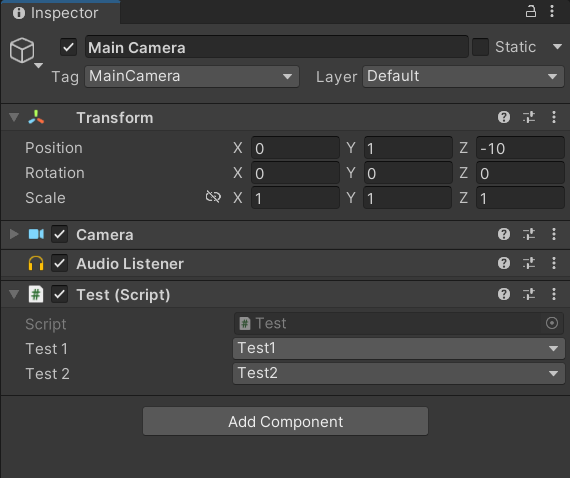 Inspector
Main Camera Static
Tag MainCamera Layer Default
Transform
Position X 0 Y 1 Z -10
Rotation X 0 Y 0 Z 0
Scale X 1 Y 1 Z 1
Camera
Audio Listener
# Test (Script)
Script # Test
Test 1 Test1
Test 2 Test2
Add Component